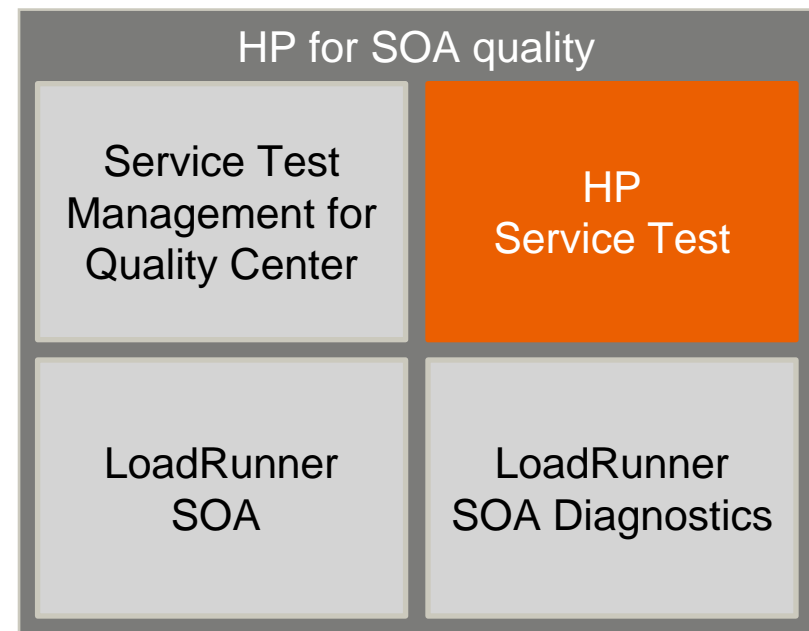 HP for SOA quality
Service Test
Management for
Quality Center
HP
Service Test
LoadRunner
SOA
LoadRunner
SOA Diagnostics